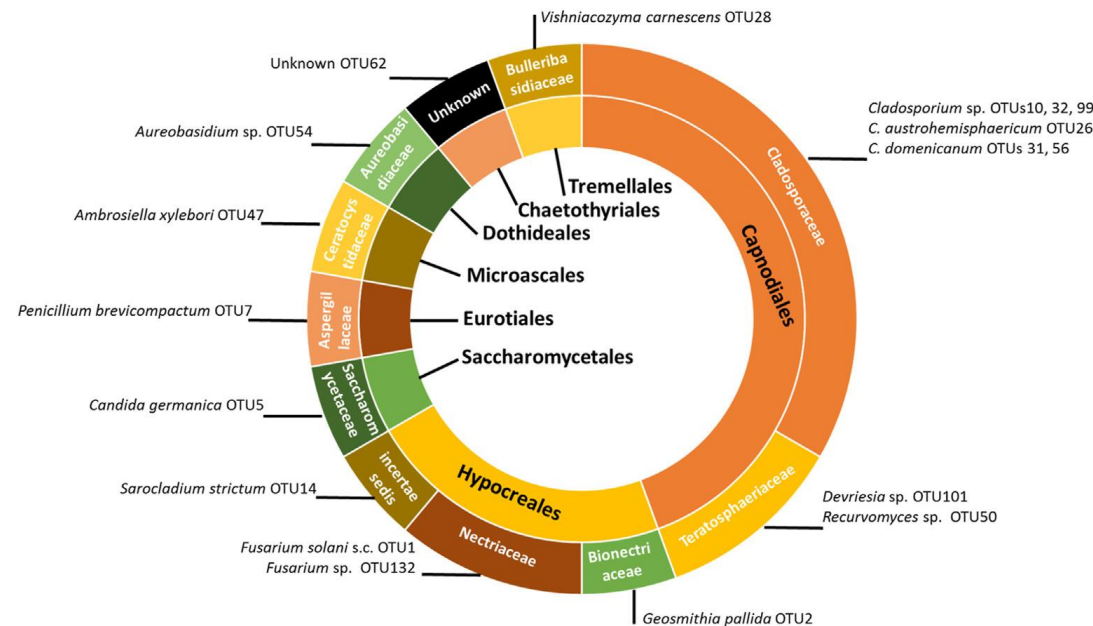 Vishniacozyma carnescens OTU28
Bulleriba
sidiaceae
Unknown OTU62
Unknown
Cladosporium sp. OTUs10, 32, 99
C. austrohemisphaericum OTU26
C. domenicanum OTUs 31, 56
Cladosporaceae
Aureobasidium sp. OTU54
Aureobasi
diaceae
Tremellales
Chaetothyriales
Dothideales
Capnodiales
Ambrosiella xylebori OTU47
Ceratocys
tidaceae
Microascales
Penicillium brevicompactum OTU7
Aspergil
laceae
Eurotiales
Saccharomycetales
Candida germanica OTU5
Saccharom
ycetaceae
Sarocladium strictum OTU14
incertae
sedis
Hypocreales
Devriesia sp. OTU101
Recurvomyces sp. OTU50
Teratosphaeriaceae
Fusarium solani s.c. OTU1
Fusarium sp. OTU132
Nectriaceae
Bionectri
aceae
Geosmithia pallida OTU2